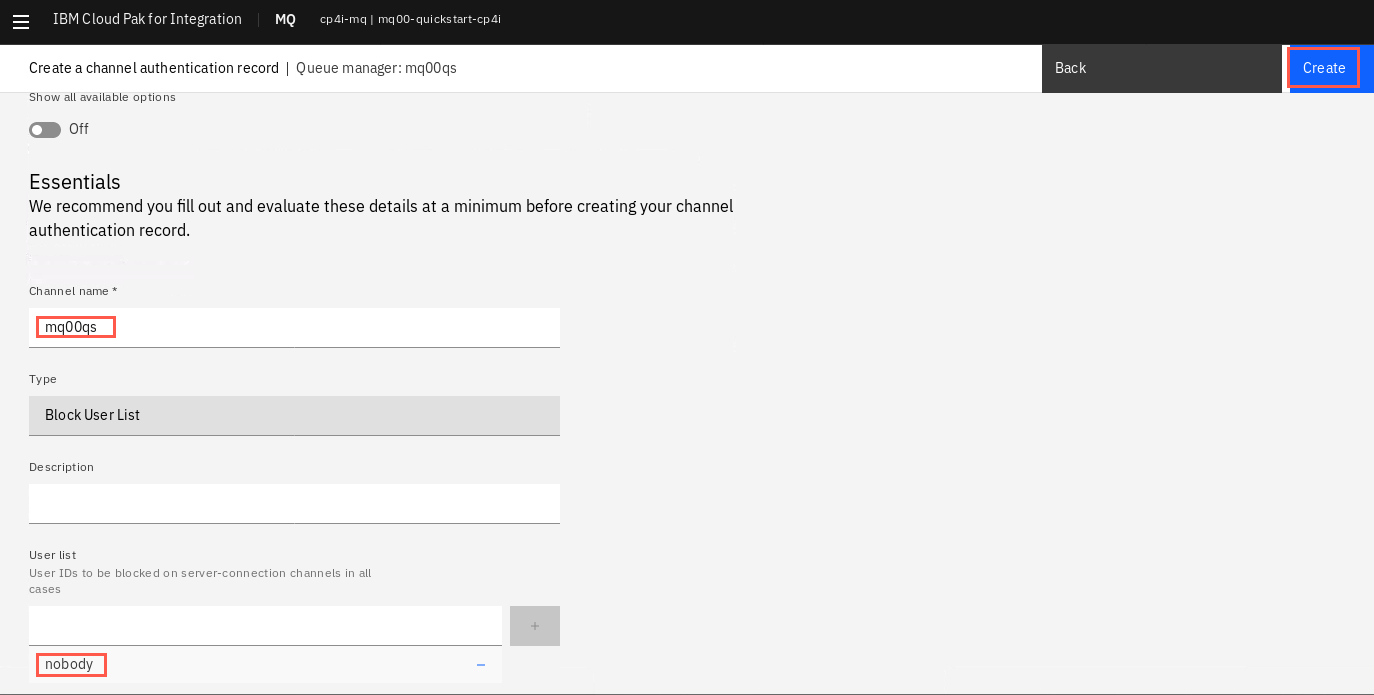 IBM Cloud Pak for Integration MQ cp4i-mq | mq00-quickstart-cp4i
Create a channel authentication record | Queue manager: mq00qs Back Create
Show all available options
Off
Essentials
We recommend you fill out and evaluate these details at a minimum before creating your channel
authentication record.
Channel name *
mq00qs
Type
Block User List
Description
User list
User IDs to be blocked on server-connection channels in all
cases
+
nobody −